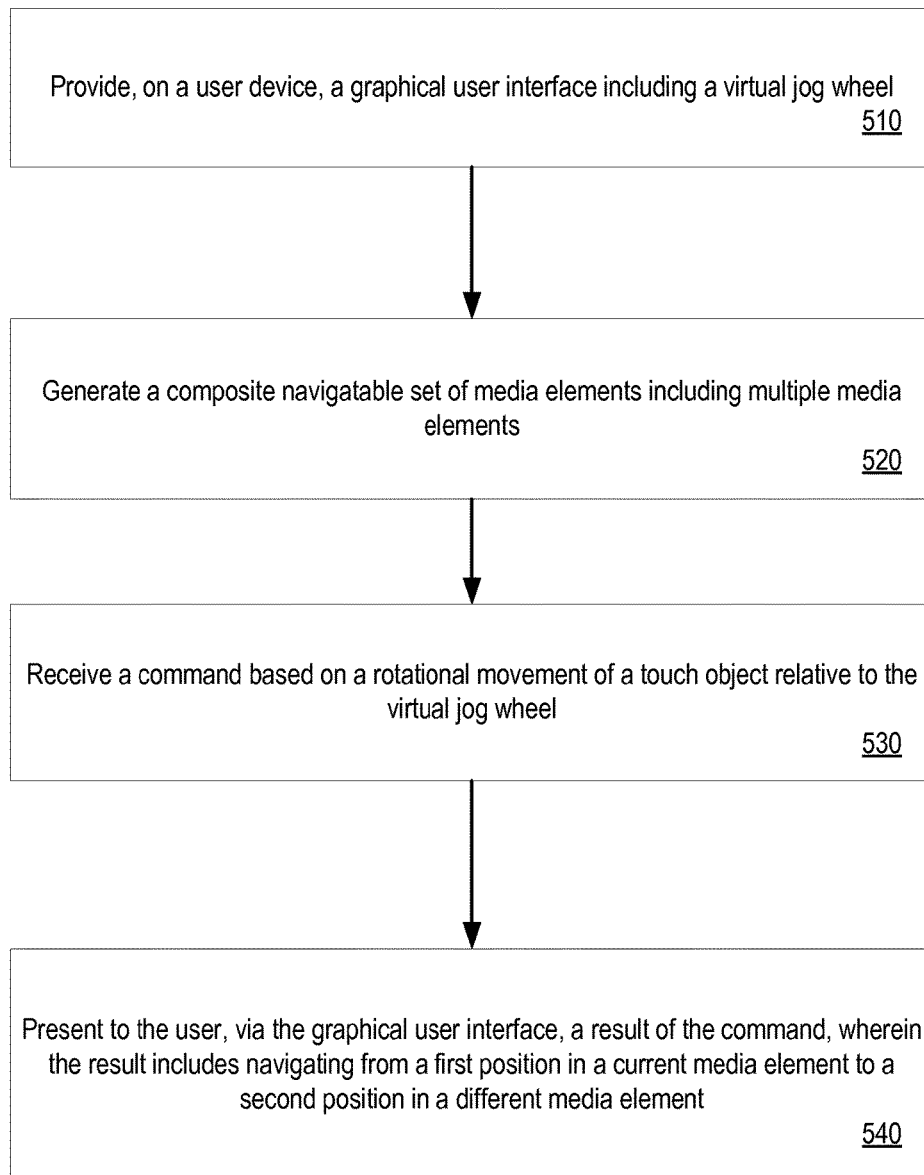 Provide, on a user device, a graphical user interface including a virtual jog wheel
510
Generate a composite navigatable set of media elements including multiple media
elements
520
Receive a command based on a rotational movement of a touch object relative to the
virtual jog wheel
530
Present to the user, via the graphical user interface, a result of the command, wherein
the result includes navigating from a first position in a current media element to a
second position in a different media element
540